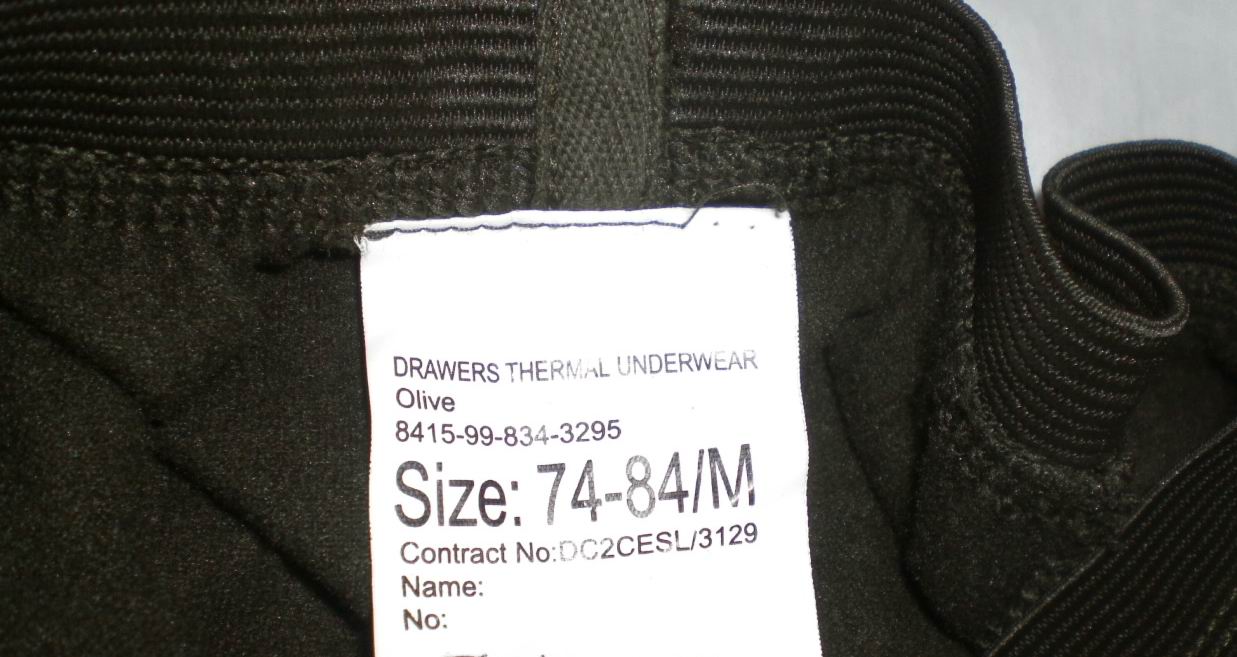 DRAWERS THERMAL UNDERWEAR
Olive
8415-99-834-3295
Size: 74-84/M
Contract No:DC2CESL/3129
Name:
No: